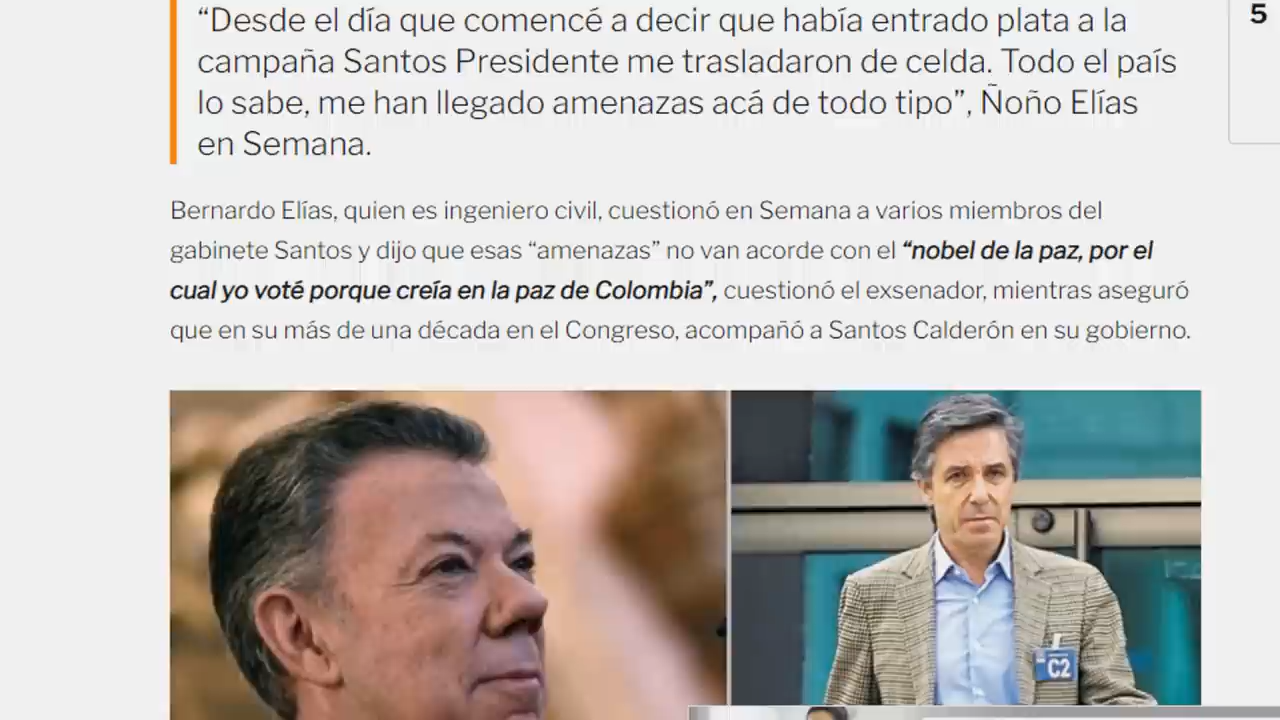 “Desde el día que comencé a decir que había entrado plata a la
campaña Santos Presidente me trasladaron de celda. Todo el país
lo sabe, me han llegado amenazas acá de todo tipo”, Ñoño Elías
en Semana.
5
Bernardo Elías, quien es ingeniero civil, cuestionó en Semana a varios miembros del
gabinete Santos y dijo que esas “amenazas” no van acorde con el “nobel de la paz, por el
cual yo voté porque creía en la paz de Colombia”, cuestionó el exsenador, mientras aseguró
que en su más de una década en el Congreso, acompañó a Santos Calderón en su gobierno.
C2